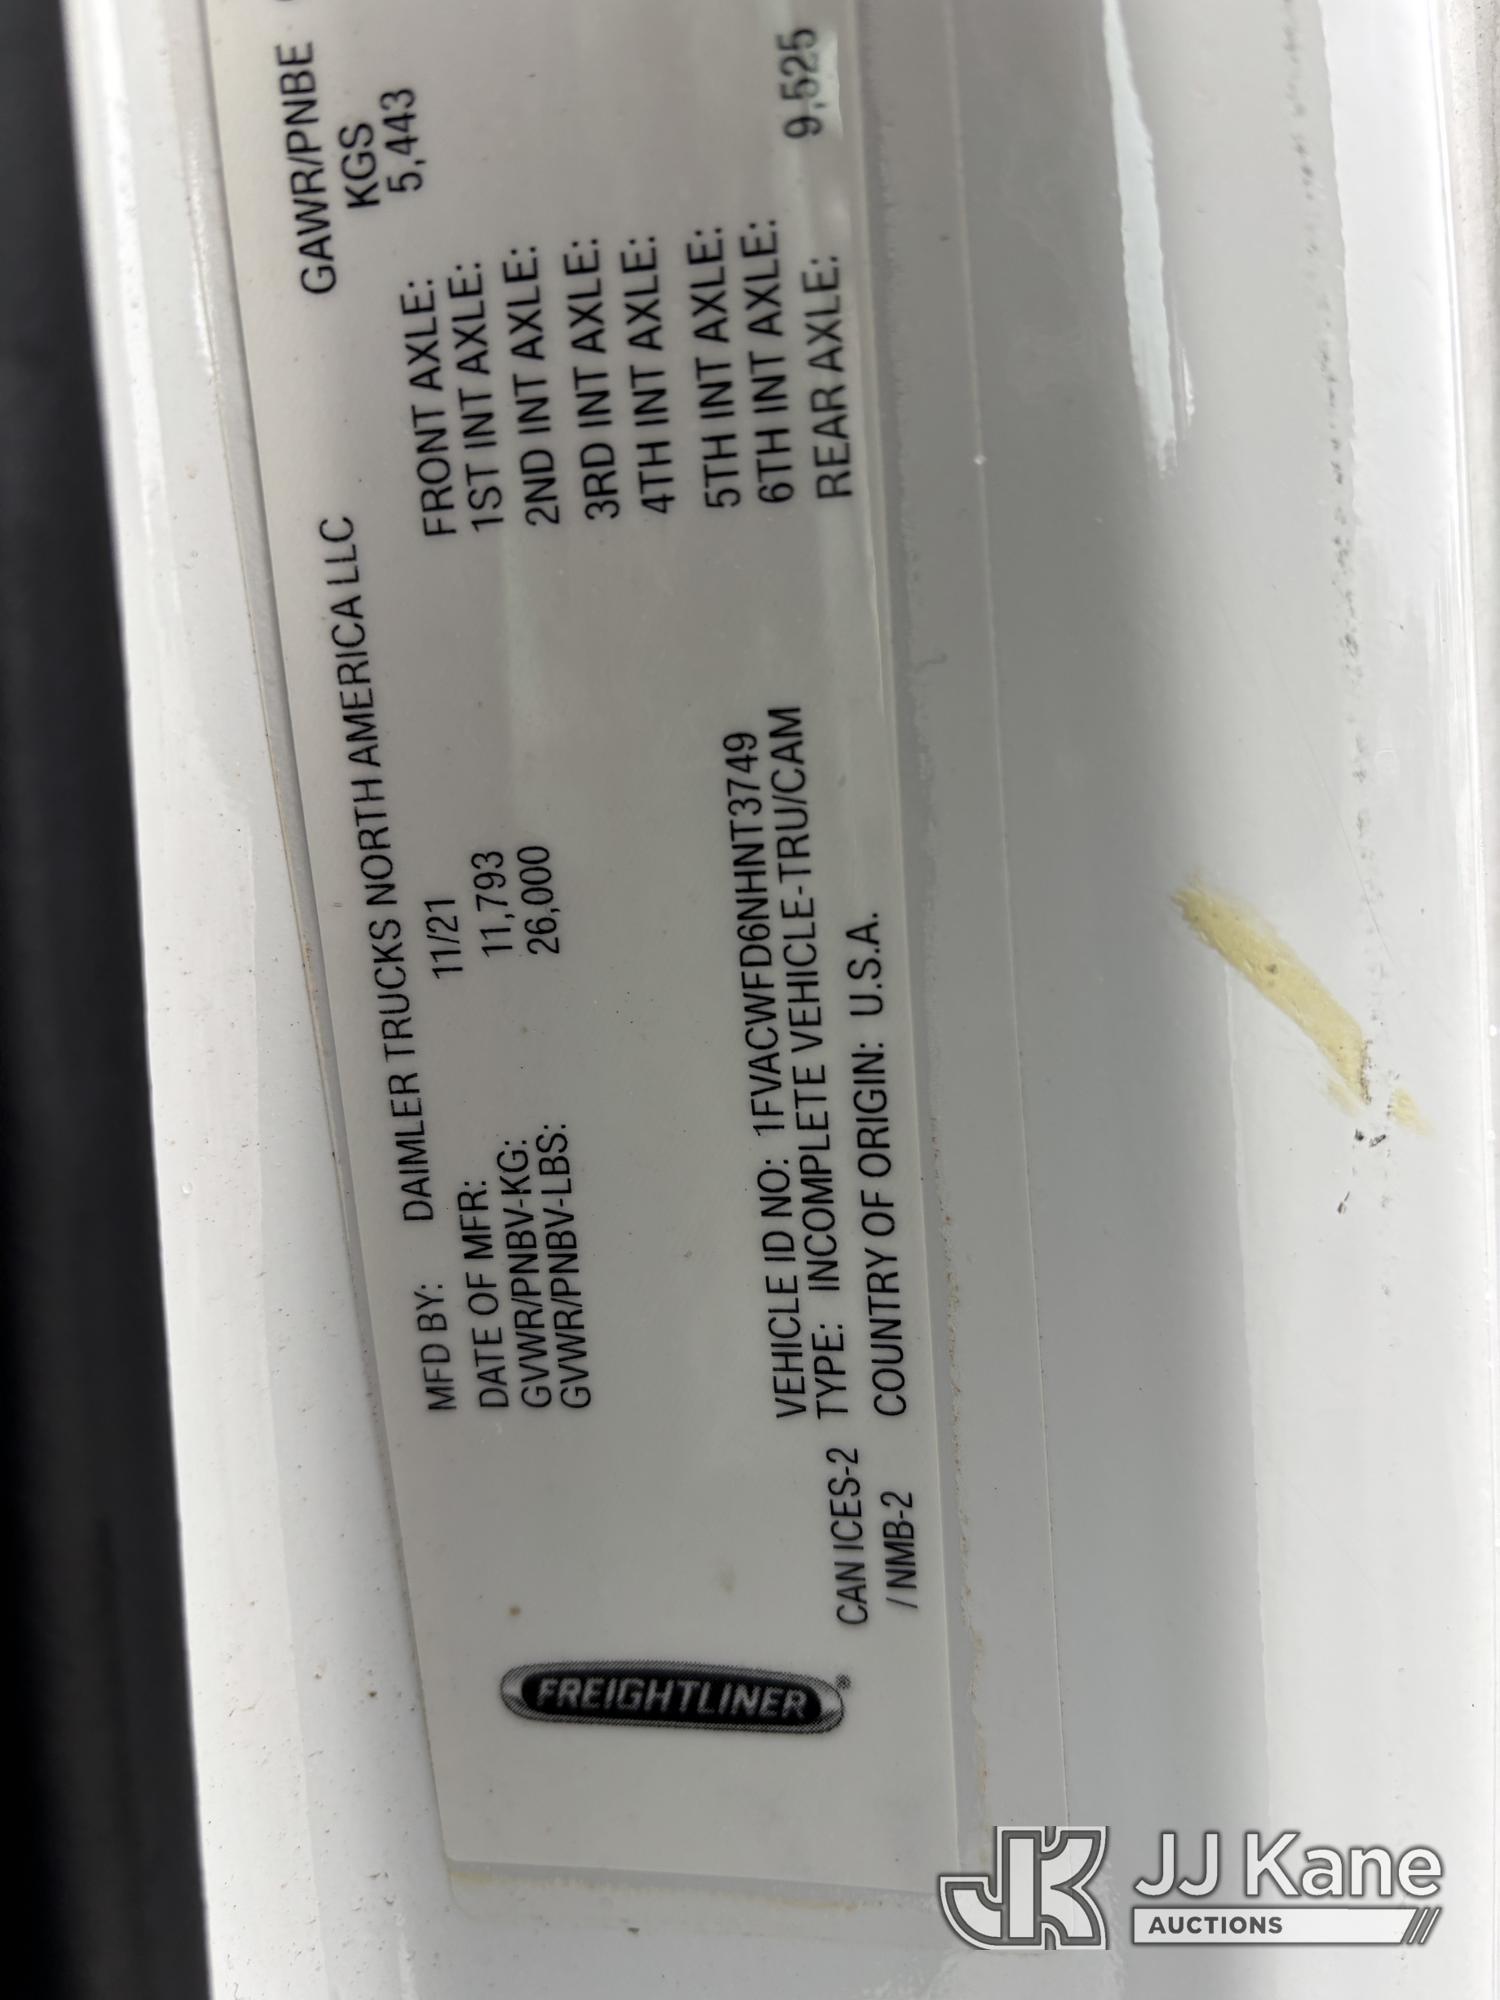 FREIGHTLINER®
MFD BY: DAIMLER TRUCKS NORTH AMERICA LLC
DATE OF MFR: 11/21
GVWR/PNBV-KG: 11,793
GVWR/PNBV-LBS: 26,000
VEHICLE ID NO: 1FVACWFD6NHNT3749
TYPE: INCOMPLETE VEHICLE-TRU/CAM
COUNTRY OF ORIGIN: U.S.A.
CAN ICES-2
/ NMB-2
GAWR/PNBE
KGS
FRONT AXLE: 5,443
1ST INT AXLE:
2ND INT AXLE:
3RD INT AXLE:
4TH INT AXLE:
5TH INT AXLE:
6TH INT AXLE:
REAR AXLE: 9,525
JJ Kane
AUCTIONS